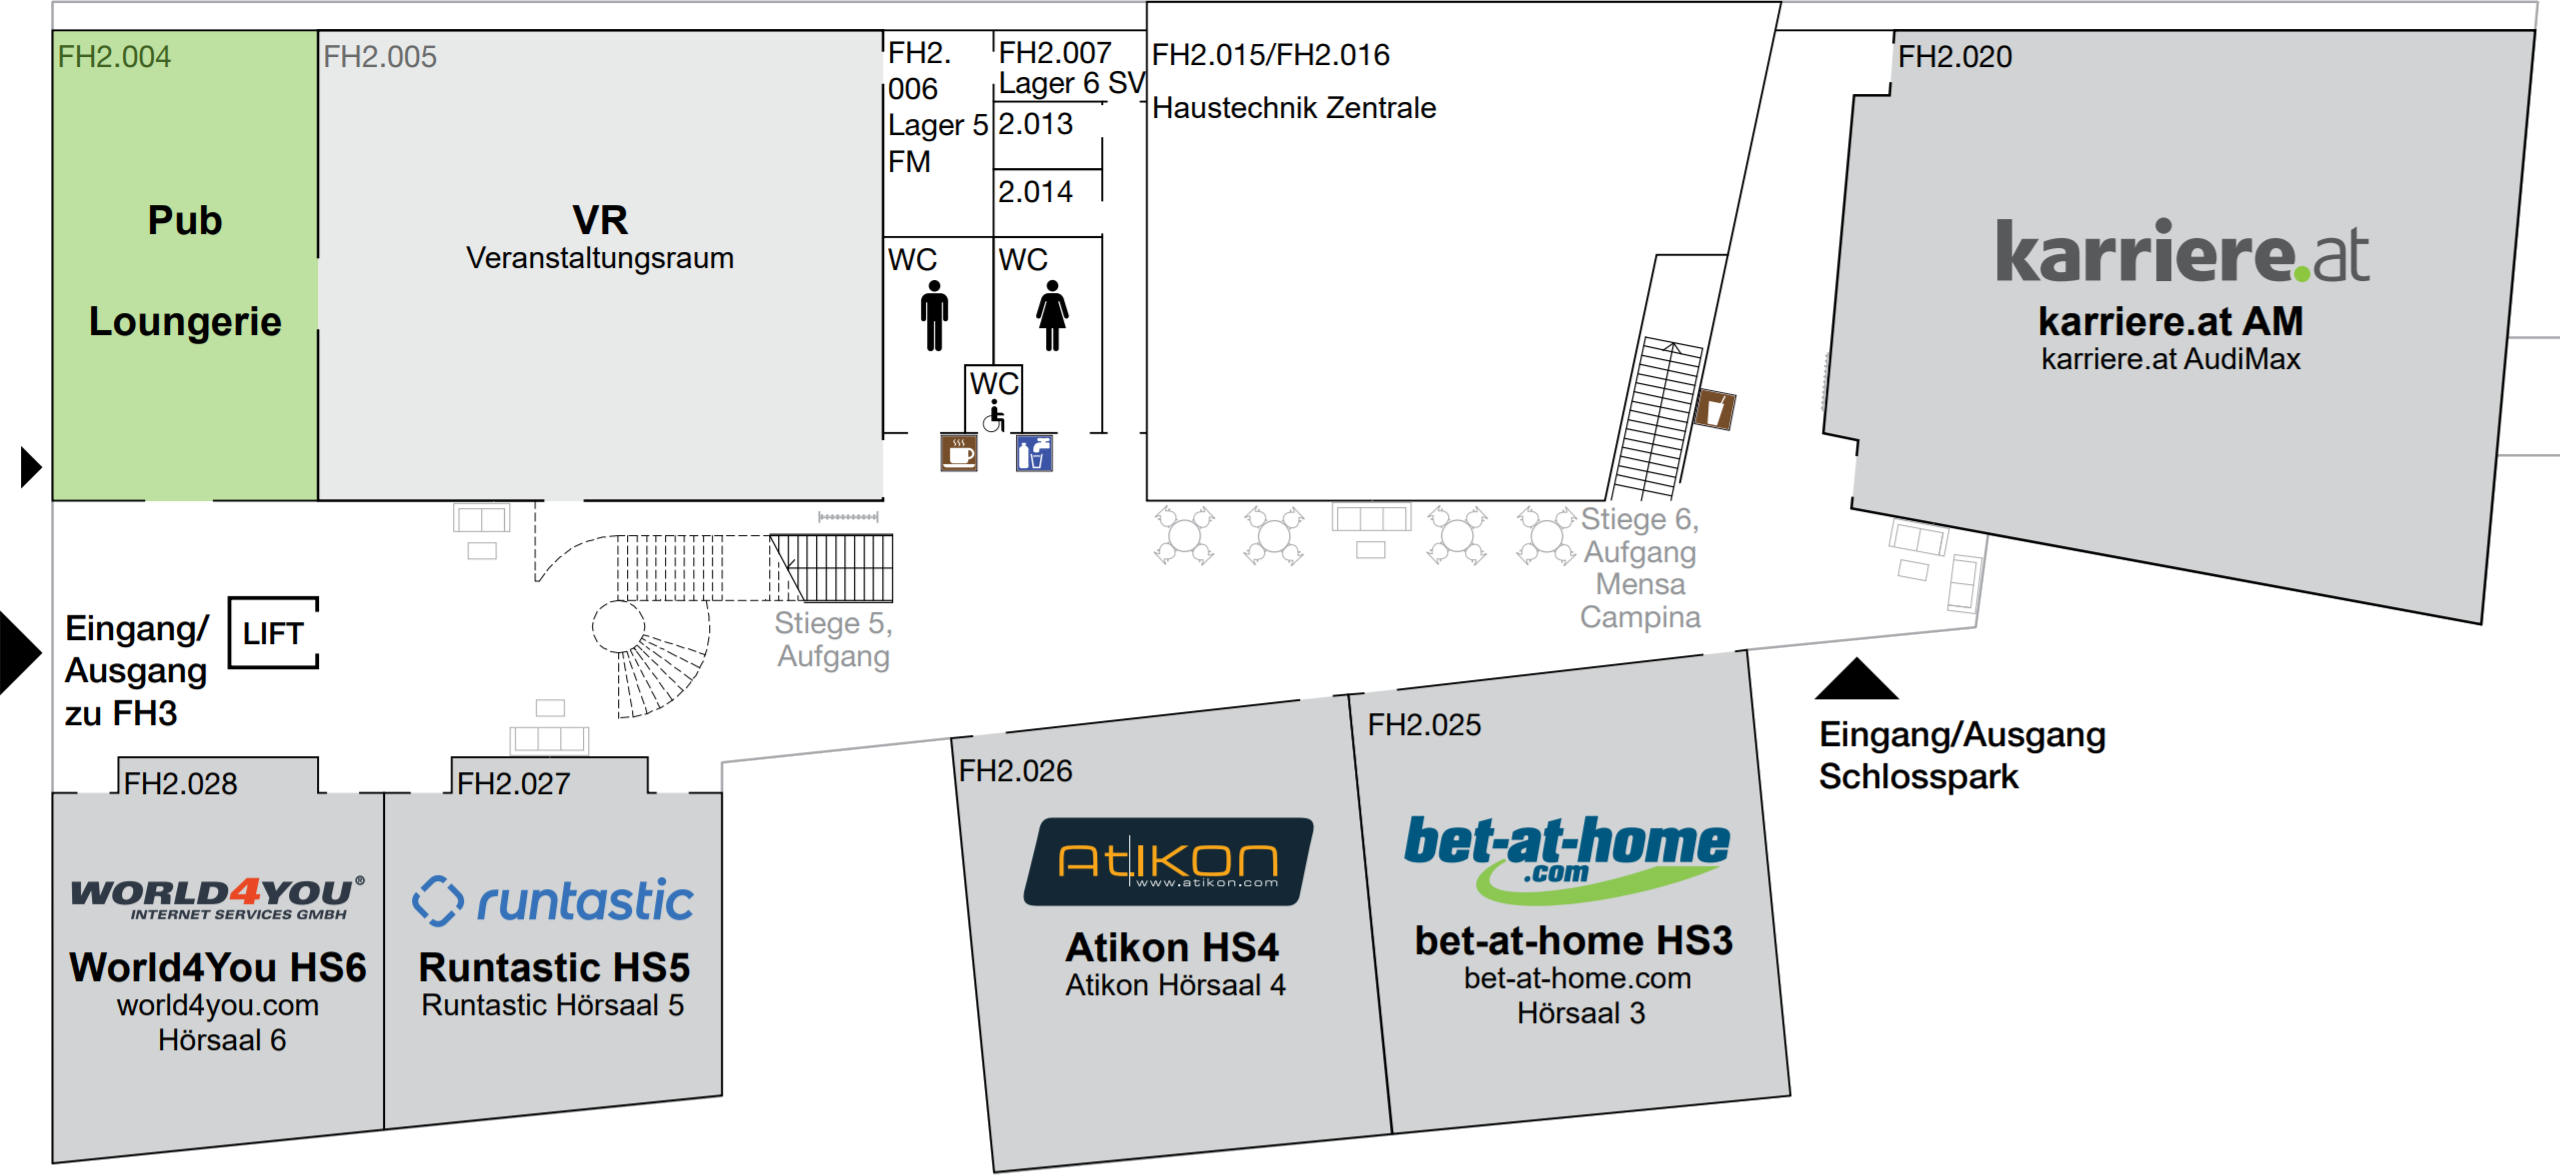 FH2.004
Pub
Loungerie
FH2.005
VR
Veranstaltungsraum
FH2.
006
Lager 5
FM
FH2.007
Lager 6 SV
2.013
2.014
WC
WC
WC
FH2.015/FH2.016
Haustechnik Zentrale
FH2.020
karriere.at
karriere.at AM
karriere.at AudiMax
Stiege 6,
Aufgang
Mensa
Campina
Stiege 5,
Aufgang
Eingang/
Ausgang
zu FH3
LIFT
Eingang/Ausgang
Schlosspark
FH2.028
WORLD4YOU®
INTERNET SERVICES GMBH
World4You HS6
world4you.com
Hörsaal 6
FH2.027
runtastic
Runtastic HS5
Runtastic Hörsaal 5
FH2.026
AtIKON
www.atikon.com
Atikon HS4
Atikon Hörsaal 4
FH2.025
bet-at-home
.com
bet-at-home HS3
bet-at-home.com
Hörsaal 3